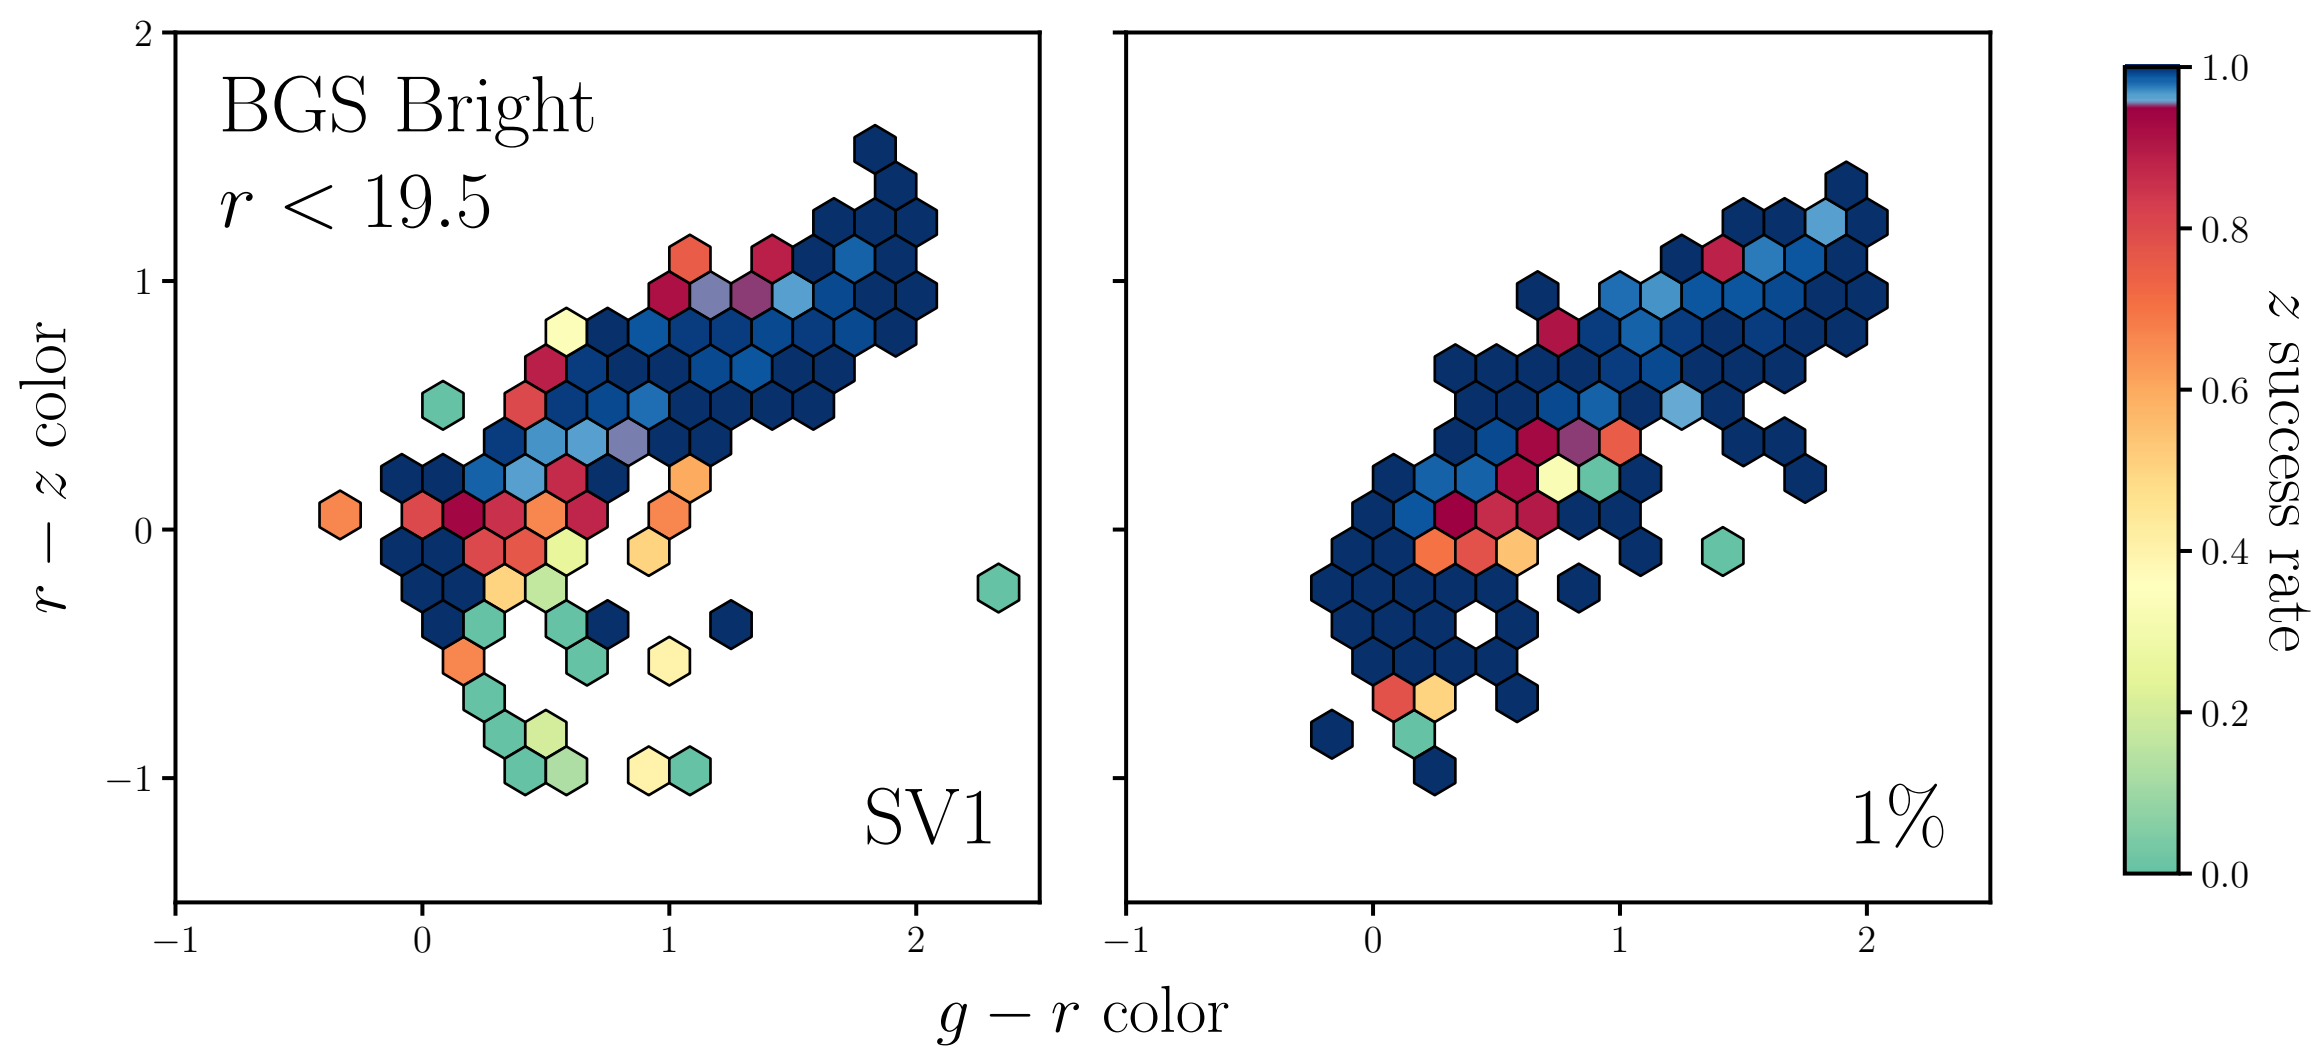 BGS Bright
r < 19.5
SV1
1%
2
1
0
−1
r − z color
−1 0 1 2
−1 0 1 2
g − r color
1.0
0.8
0.6
0.4
0.2
0.0
z success rate